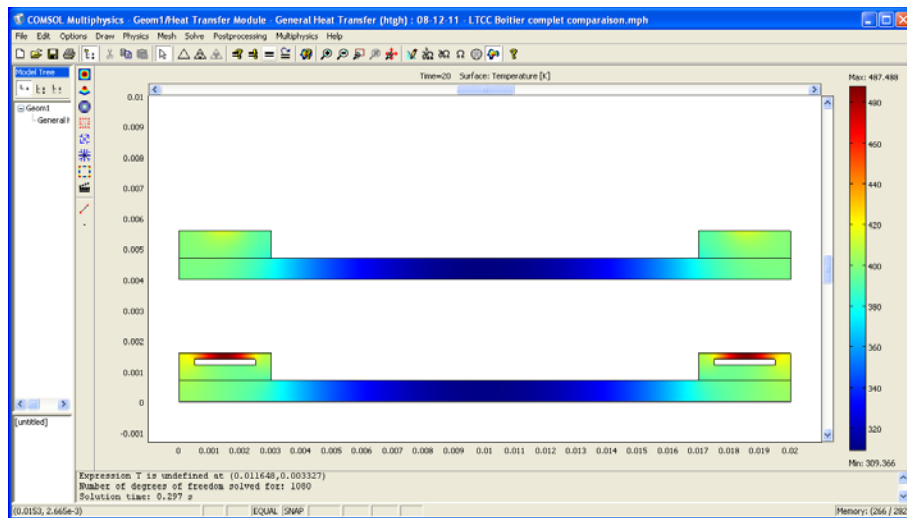 COMSOL Multiphysics - Geom1/Heat Transfer Module - General Heat Transfer (htgh) : 08-12-11 - LTCC Boitier complet comparaison.mph
File Edit Options Draw Physics Mesh Solve Postprocessing Multiphysics Help
Model Tree
Geom1
General H
[untitled]
Time=20 Surface: Temperature [K]
Max: 487.488
0.01
0.009
0.008
0.007
0.006
0.005
0.004
0.003
0.002
0.001
0
-0.001
0 0.001 0.002 0.003 0.004 0.005 0.006 0.007 0.008 0.009 0.01 0.011 0.012 0.013 0.014 0.015 0.016 0.017 0.018 0.019 0.02
480
460
440
420
400
380
360
340
320
Min: 309.366
Expression T is undefined at (0.011648,0.003327)
Number of degrees of freedom solved for: 1080
Solution time: 0.297 s
(0.0153, 2.665e-3)
EQUAL SNAP
Memory: (266 / 282